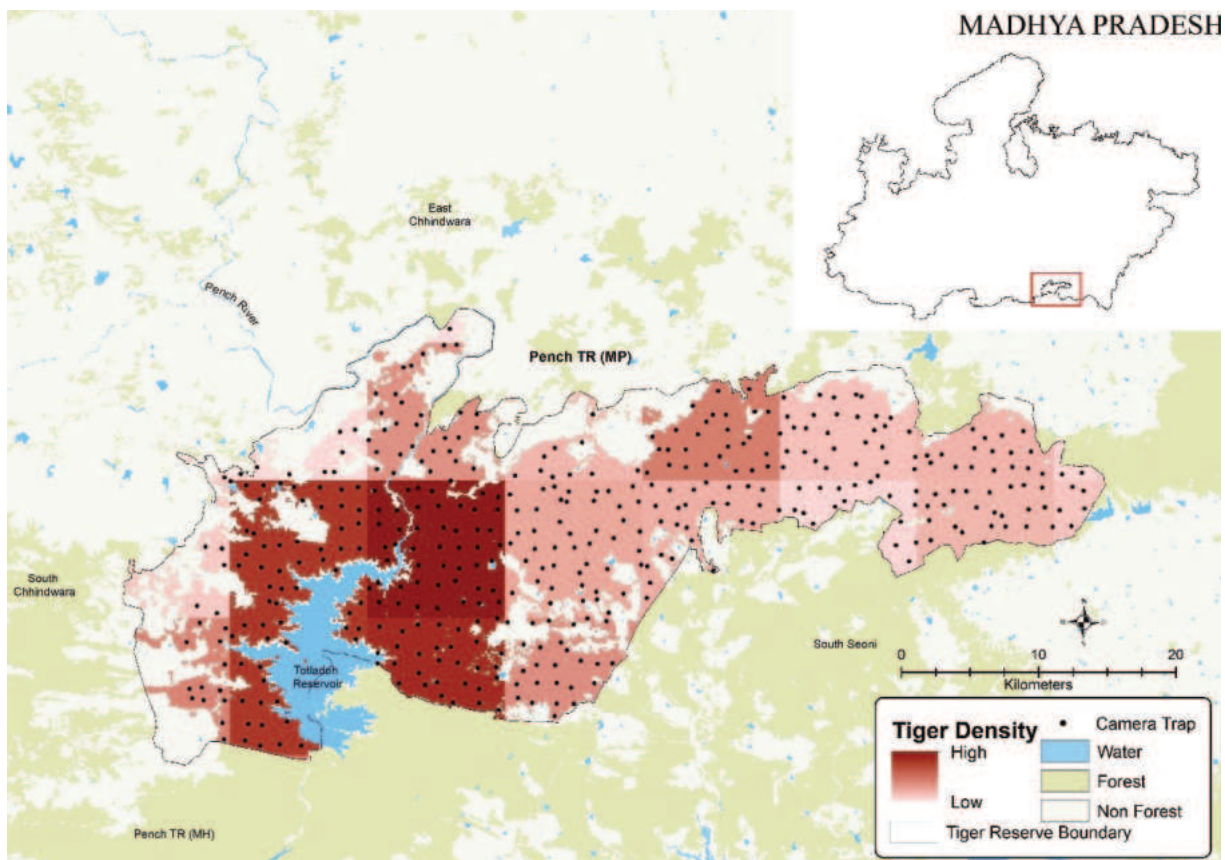 MADHYA PRADESH
East
Chhindwara
Pench River
Pench TR (MP)
South
Chhindwara
Totladoh
Reservoir
South Seoni
Pench TR (MH)
N
0 10 20
Kilometers
Tiger Density
High
Low
Camera Trap
Water
Forest
Non Forest
Tiger Reserve Boundary